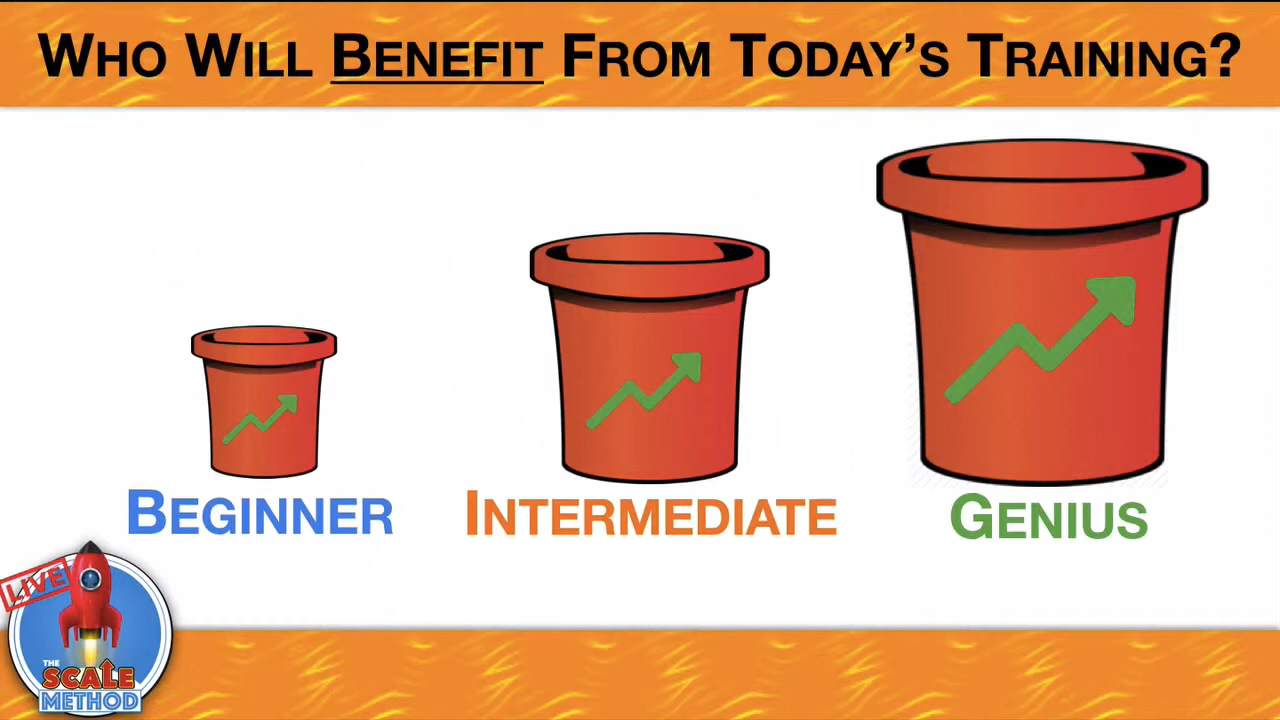 WHO WILL BENEFIT FROM TODAY'S TRAINING?
BEGINNER
INTERMEDIATE
GENIUS
LIVE
THE
SCALE
METHOD